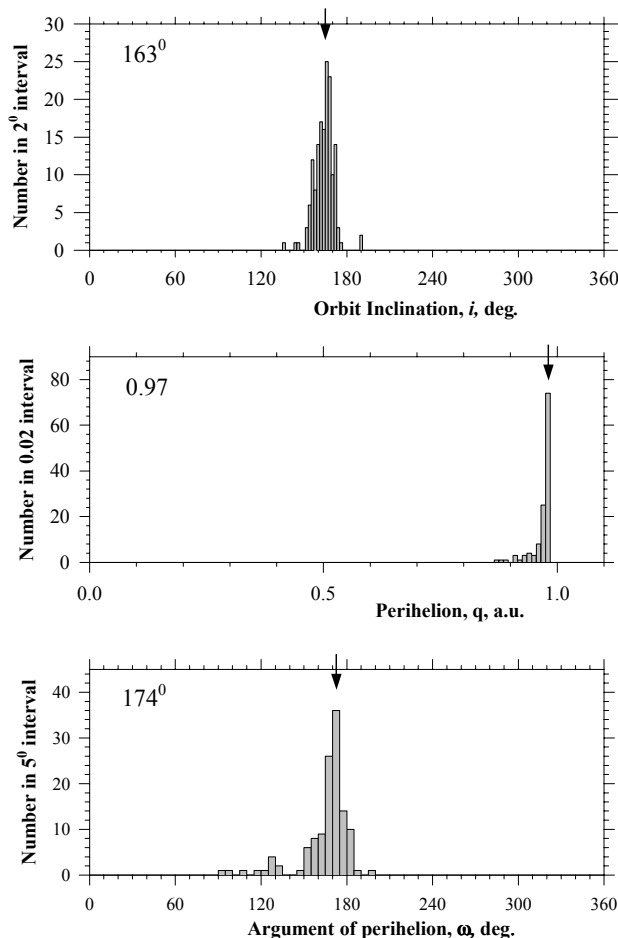 30
25
20
15
10
5
0
Number in 2⁰ interval
163⁰
0 60 120 180 240 300 360
Orbit Inclination, i, deg.
80
60
40
20
0
Number in 0.02 interval
0.97
0.0 0.5 1.0
Perihelion, q, a.u.
40
30
20
10
0
Number in 5⁰ interval
174⁰
0 60 120 180 240 300 360
Argument of perihelion, ω, deg.